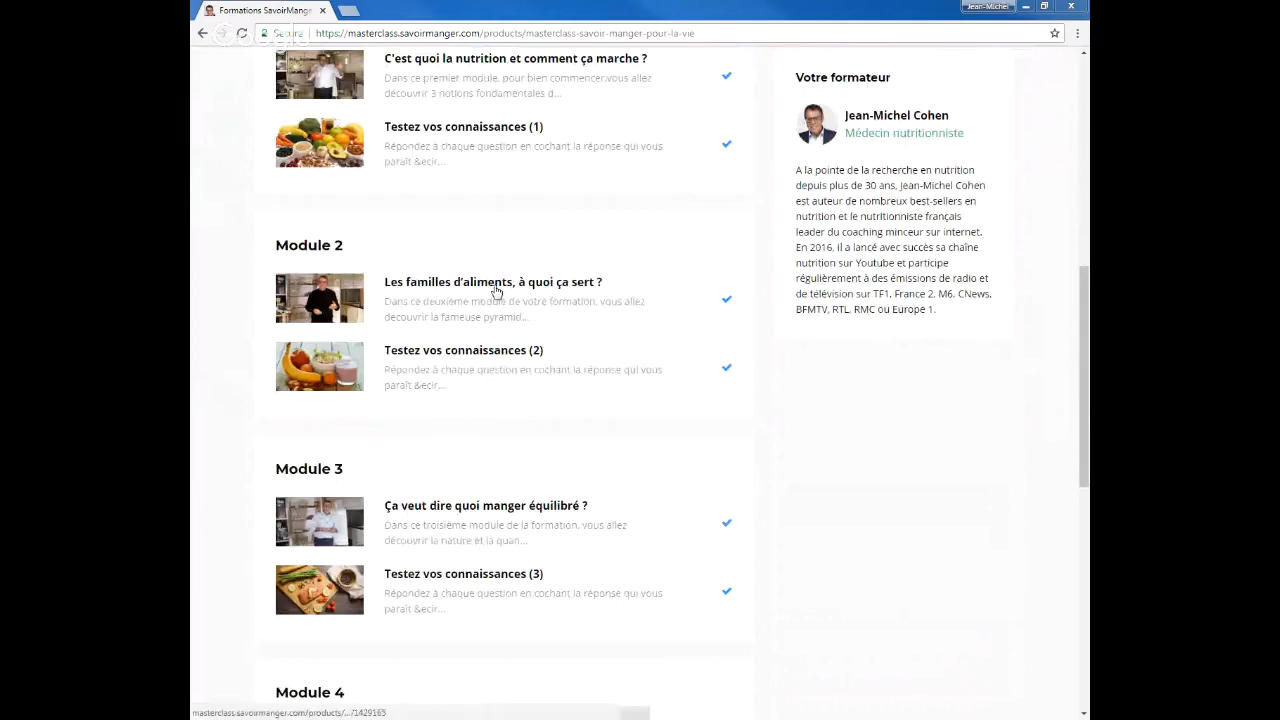 Formations SavoirMange
Jean-Michel
Secure
https://masterclass.savoirmanger.com/products/masterclass-savoir-manger-pour-la-vie
C'est quoi la nutrition et comment ça marche ?
Dans ce premier module, pour bien commencer,vous allez
découvrir 3 notions fondamentales d...
Testez vos connaissances (1)
Répondez à chaque question en cochant la réponse qui vous
paraît &ecir...
Module 2
Les familles d'aliments, à quoi ça sert ?
Dans ce deuxième module de votre formation, vous allez
découvrir la fameuse pyramid...
Testez vos connaissances (2)
Répondez à chaque question en cochant la réponse qui vous
paraît &ecir...
Module 3
Ça veut dire quoi manger équilibré ?
Dans ce troisième module de la formation, vous allez
découvrir la nature et la quan...
Testez vos connaissances (3)
Répondez à chaque question en cochant la réponse qui vous
paraît &ecir...
Module 4
Votre formateur
Jean-Michel Cohen
Médecin nutritionniste
A la pointe de la recherche en nutrition
depuis plus de 30 ans, Jean-Michel Cohen
est auteur de nombreux best-sellers en
nutrition et le nutritionniste français
leader du coaching minceur sur internet.
En 2016, il a lancé avec succès sa chaîne
nutrition sur Youtube et participe
régulièrement à des émissions de radio et
de télévision sur TF1, France 2, M6, CNews,
BFMTV, RTL, RMC ou Europe 1.
masterclass.savoirmanger.com/products/.../1429165